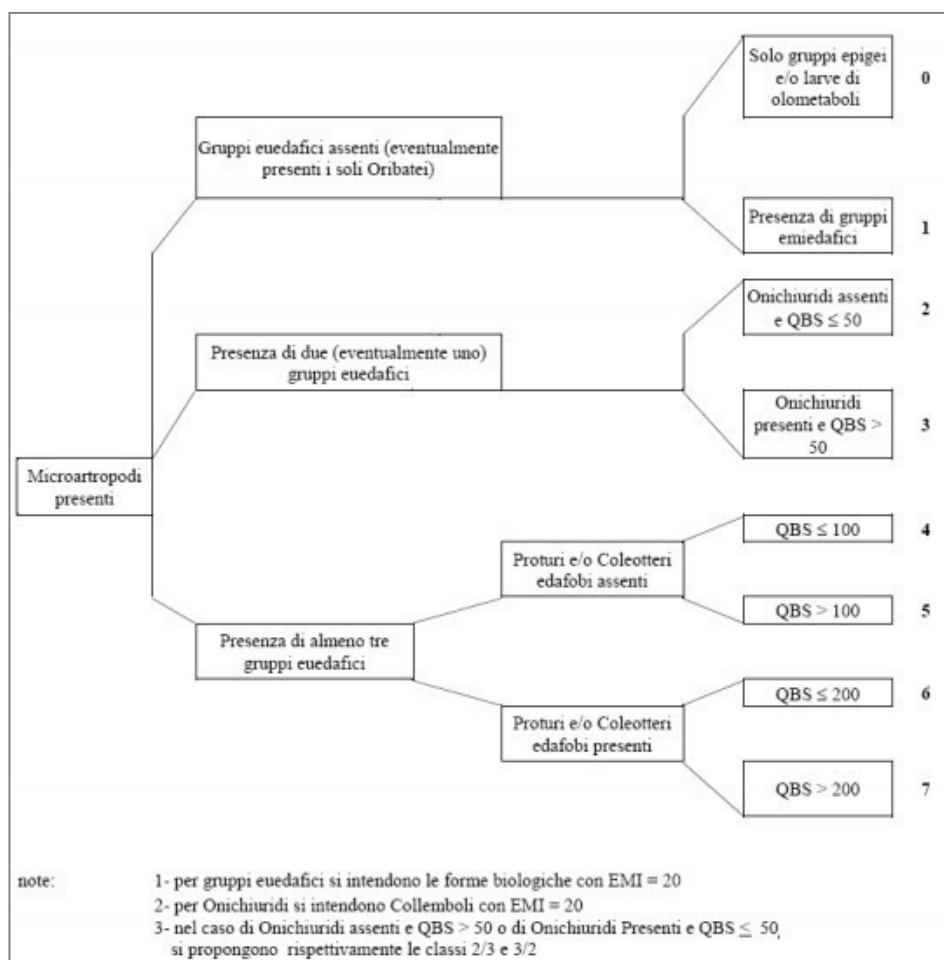 Solo gruppi epigei
e/o larve di
olometaboli
0
Gruppi euedafici assenti (eventualmente
presenti i soli Oribatei)
Presenza di gruppi
emiedafici
1
Onichiuridi assenti
e QBS ≤ 50
2
Presenza di due (eventualmente uno)
gruppi euedafici
Onichiuridi
presenti e QBS >
50
3
Microartropodi
presenti
QBS ≤ 100
4
Proturi e/o Coleotteri
edafobi assenti
QBS > 100
5
Presenza di almeno tre
gruppi euedafici
QBS ≤ 200
6
Proturi e/o Coleotteri
edafobi presenti
QBS > 200
7
note:
1- per gruppi euedafici si intendono le forme biologiche con EMI = 20
2- per Onichiuridi si intendono Collemboli con EMI = 20
3- nel caso di Onichiuridi assenti e QBS > 50 o di Onichiuridi Presenti e QBS ≤ 50,
si propongono rispettivamente le classi 2/3 e 3/2